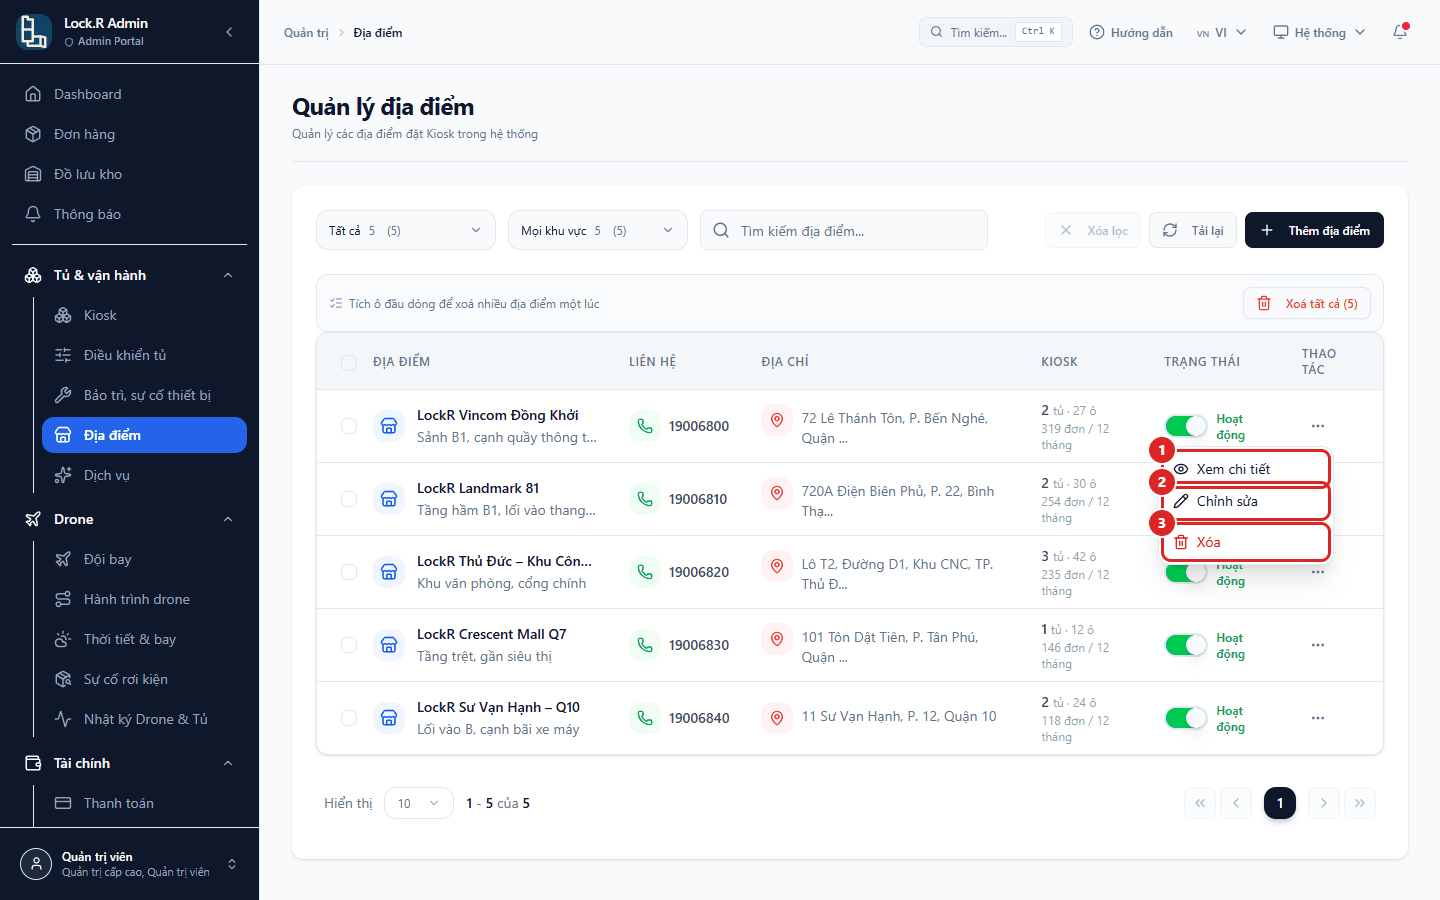 Lock.R Admin
Admin Portal
Dashboard
Đơn hàng
Đồ lưu kho
Thông báo
Tủ & vận hành
Kiosk
Điều khiển tủ
Bảo trì, sự cố thiết bị
Địa điểm
Dịch vụ
Drone
Đội bay
Hành trình drone
Thời tiết & bay
Sự cố rơi kiện
Nhật ký Drone & Tủ
Tài chính
Thanh toán
Quản trị viên
Quản trị cấp cao, Quản trị viên
Quản trị > Địa điểm
Tìm kiếm... Ctrl K
Hướng dẫn
VN VI
Hệ thống
Quản lý địa điểm
Quản lý các địa điểm đặt Kiosk trong hệ thống
Tất cả 5 (5)
Mọi khu vực 5 (5)
Tìm kiếm địa điểm...
Xóa lọc
Tải lại
Thêm địa điểm
Tích ô đầu dòng để xoá nhiều địa điểm một lúc
Xoá tất cả (5)
ĐỊA ĐIỂM LIÊN HỆ ĐỊA CHỈ KIOSK TRẠNG THÁI THAO
TÁC
LockR Vincom Đồng Khởi
Sảnh B1, cạnh quầy thông t...
19006800
72 Lê Thánh Tôn, P. Bến Nghé,
Quận ...
2 tủ · 27 ô
319 đơn / 12
tháng
Hoạt
động
LockR Landmark 81
Tầng hầm B1, lối vào thang...
19006810
720A Điện Biên Phủ, P. 22, Bình
Thạ...
2 tủ · 30 ô
254 đơn / 12
tháng
1
Xem chi tiết
2
Chỉnh sửa
3
Xóa
LockR Thủ Đức – Khu Côn...
Khu văn phòng, cổng chính
19006820
Lô T2, Đường D1, Khu CNC, TP.
Thủ Đ...
3 tủ · 42 ô
235 đơn / 12
tháng
Hoạt
động
LockR Crescent Mall Q7
Tầng trệt, gần siêu thị
19006830
101 Tôn Dật Tiên, P. Tân Phú,
Quận ...
1 tủ · 12 ô
146 đơn / 12
tháng
Hoạt
động
LockR Sư Vạn Hạnh – Q10
Lối vào B, cạnh bãi xe máy
19006840
11 Sư Vạn Hạnh, P. 12, Quận 10
2 tủ · 24 ô
118 đơn / 12
tháng
Hoạt
động
Hiển thị 10 1 - 5 của 5
1